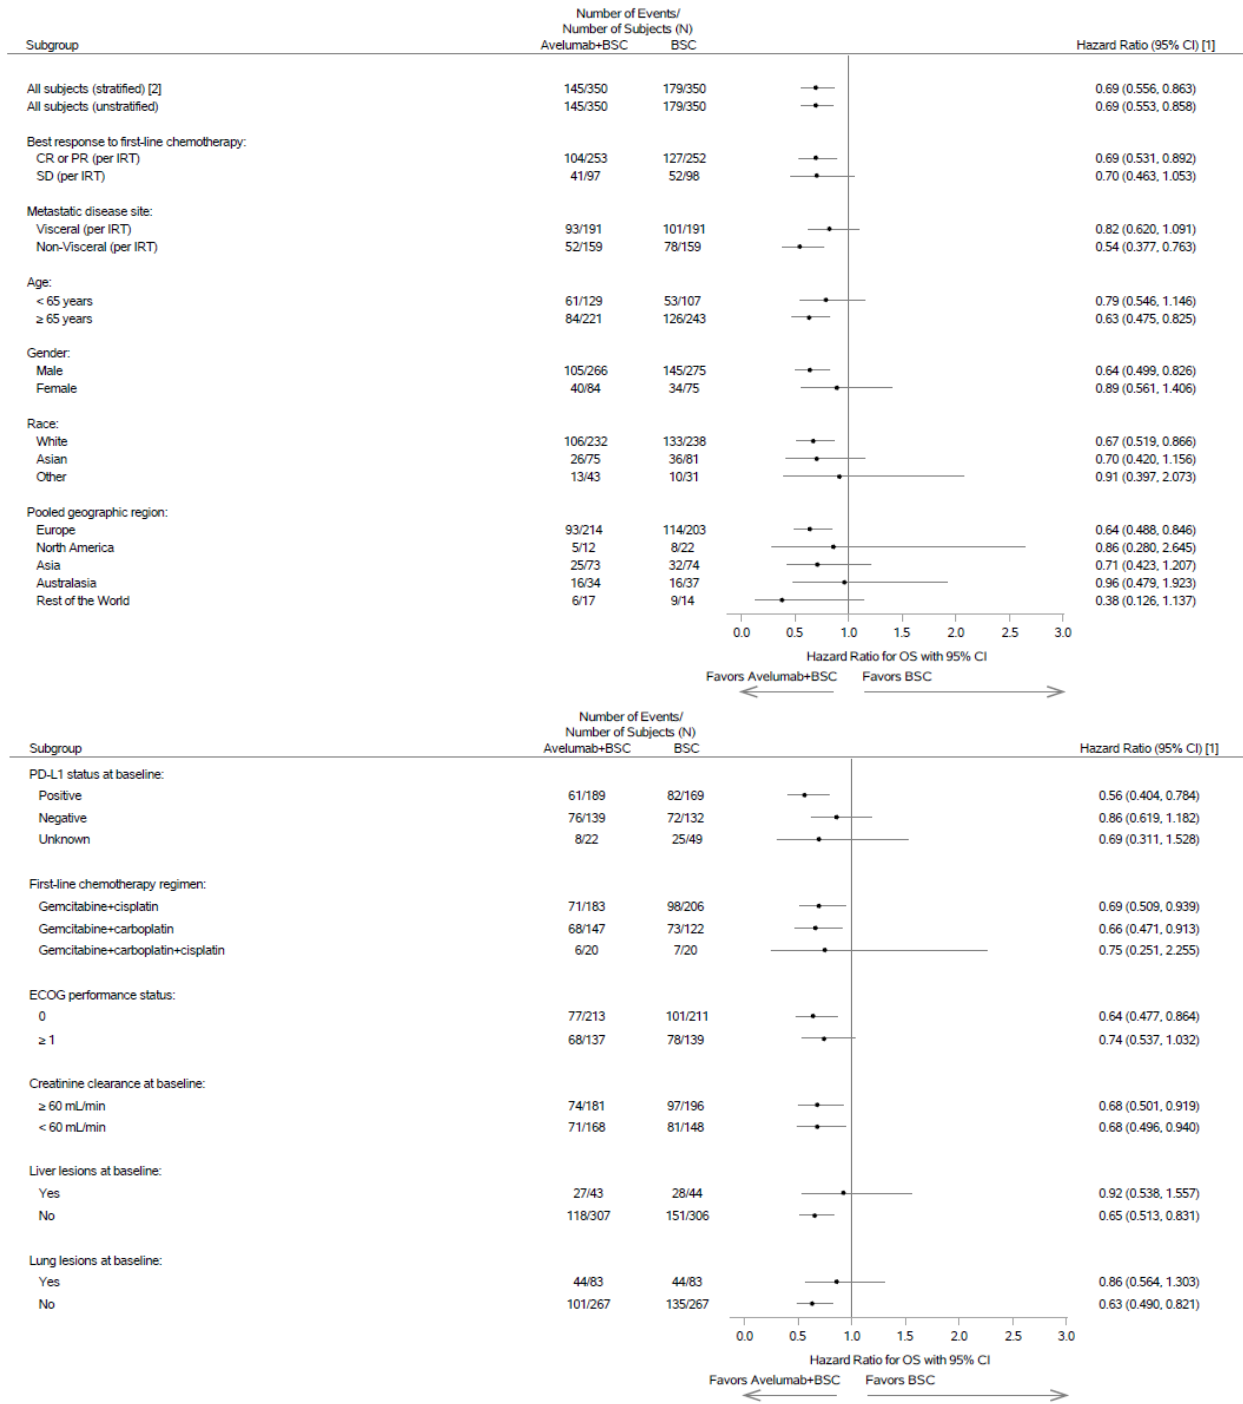 Number of Events/
Number of Subjects (N)
Subgroup Avelumab+BSC BSC Hazard Ratio (95% CI) [1]
All subjects (stratified) [2] 145/350 179/350 0.69 (0.556, 0.863)
All subjects (unstratified) 145/350 179/350 0.69 (0.553, 0.858)
Best response to first-line chemotherapy:
CR or PR (per IRT) 104/253 127/252 0.69 (0.531, 0.892)
SD (per IRT) 41/97 52/98 0.70 (0.463, 1.053)
Metastatic disease site:
Visceral (per IRT) 93/191 101/191 0.82 (0.620, 1.091)
Non-Visceral (per IRT) 52/159 78/159 0.54 (0.377, 0.763)
Age:
< 65 years 61/129 53/107 0.79 (0.546, 1.146)
≥ 65 years 84/221 126/243 0.63 (0.475, 0.825)
Gender:
Male 105/266 145/275 0.64 (0.499, 0.826)
Female 40/84 34/75 0.89 (0.561, 1.406)
Race:
White 106/232 133/238 0.67 (0.519, 0.866)
Asian 26/75 36/81 0.70 (0.420, 1.156)
Other 13/43 10/31 0.91 (0.397, 2.073)
Pooled geographic region:
Europe 93/214 114/203 0.64 (0.488, 0.846)
North America 5/12 8/22 0.86 (0.280, 2.645)
Asia 25/73 32/74 0.71 (0.423, 1.207)
Australasia 16/34 16/37 0.96 (0.479, 1.923)
Rest of the World 6/17 9/14 0.38 (0.126, 1.137)
0.0 0.5 1.0 1.5 2.0 2.5 3.0
Hazard Ratio for OS with 95% CI
Favors Avelumab+BSC Favors BSC
Number of Events/
Number of Subjects (N)
Subgroup Avelumab+BSC BSC Hazard Ratio (95% CI) [1]
PD-L1 status at baseline:
Positive 61/189 82/169 0.56 (0.404, 0.784)
Negative 76/139 72/132 0.86 (0.619, 1.182)
Unknown 8/22 25/49 0.69 (0.311, 1.528)
First-line chemotherapy regimen:
Gemcitabine+cisplatin 71/183 98/206 0.69 (0.509, 0.939)
Gemcitabine+carboplatin 68/147 73/122 0.66 (0.471, 0.913)
Gemcitabine+carboplatin+cisplatin 6/20 7/20 0.75 (0.251, 2.255)
ECOG performance status:
0 77/213 101/211 0.64 (0.477, 0.864)
≥ 1 68/137 78/139 0.74 (0.537, 1.032)
Creatinine clearance at baseline:
≥ 60 mL/min 74/181 97/196 0.68 (0.501, 0.919)
< 60 mL/min 71/168 81/148 0.68 (0.496, 0.940)
Liver lesions at baseline:
Yes 27/43 28/44 0.92 (0.538, 1.557)
No 118/307 151/306 0.65 (0.513, 0.831)
Lung lesions at baseline:
Yes 44/83 44/83 0.86 (0.564, 1.303)
No 101/267 135/267 0.63 (0.490, 0.821)
0.0 0.5 1.0 1.5 2.0 2.5 3.0
Hazard Ratio for OS with 95% CI
Favors Avelumab+BSC Favors BSC